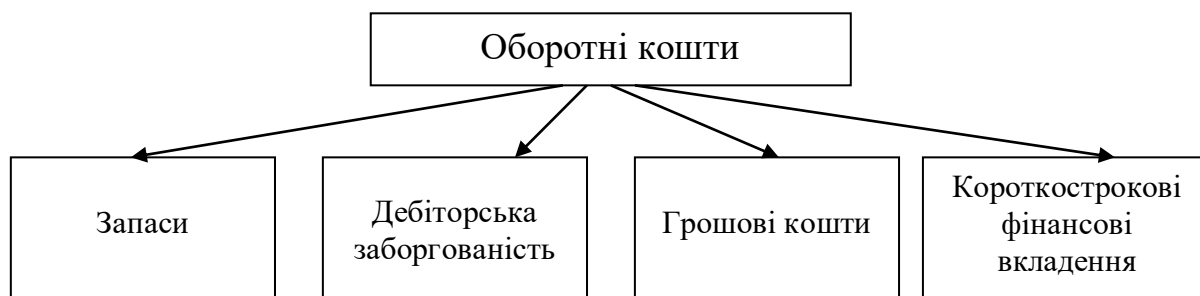 Оборотні кошти
Запаси
Дебіторська
заборгованість
Грошові кошти
Короткострокові
фінансові
вкладення